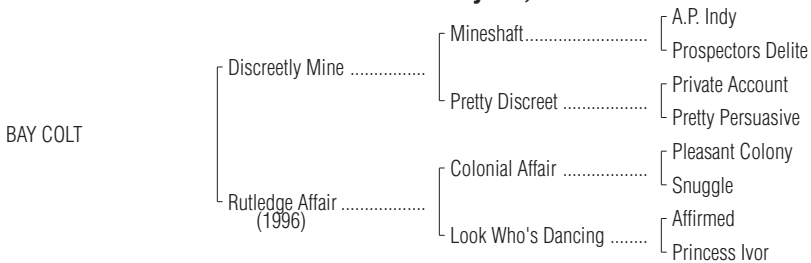 A.P. Indy
Mineshaft
Prospectors Delite
Discreetly Mine
Private Account
Pretty Discreet
Pretty Persuasive
BAY COLT
Pleasant Colony
Colonial Affair
Snuggle
Rutledge Affair
(1996)
Affirmed
Look Who's Dancing
Princess Ivor